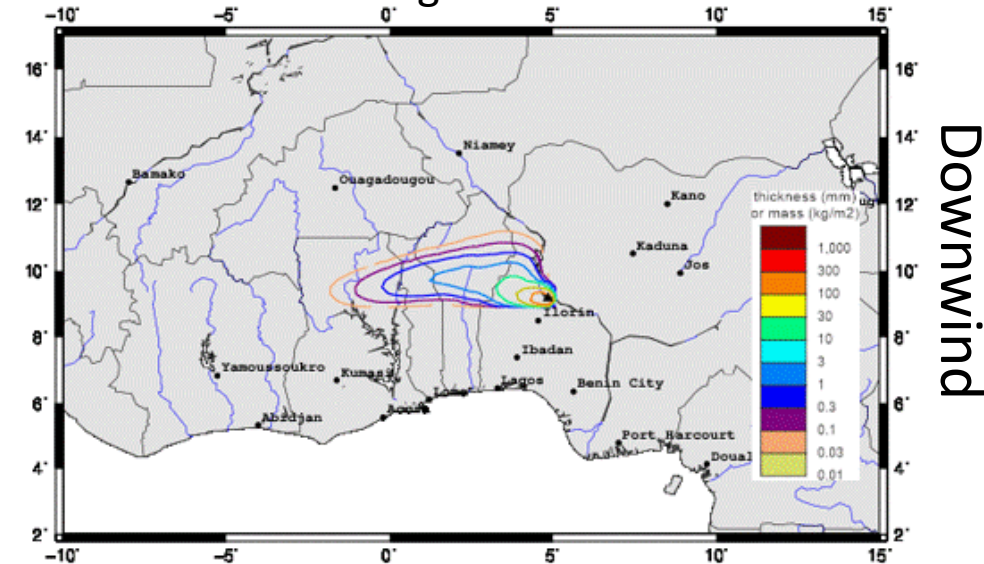 −10° −5° 0° 5° 10° 15°
16° 16°
14° 14°
Niamey
Bamako
Ouagadougou
12° 12°
Kano
thickness (mm)
or mass (kg/m2)
ug
Kaduna
Jos
10° 10°
1,000
300
100
30
10
3
1
0.3
0.1
0.03
0.01
Ilorin
8° 8°
Ibadan
Yamoussoukro
Kumasi
Lagos
Benin City
6° 6°
Abidjan
Port Harcourt
Doual
4° 4°
2° 2°
−10° −5° 0° 5° 10° 15°
Downwind